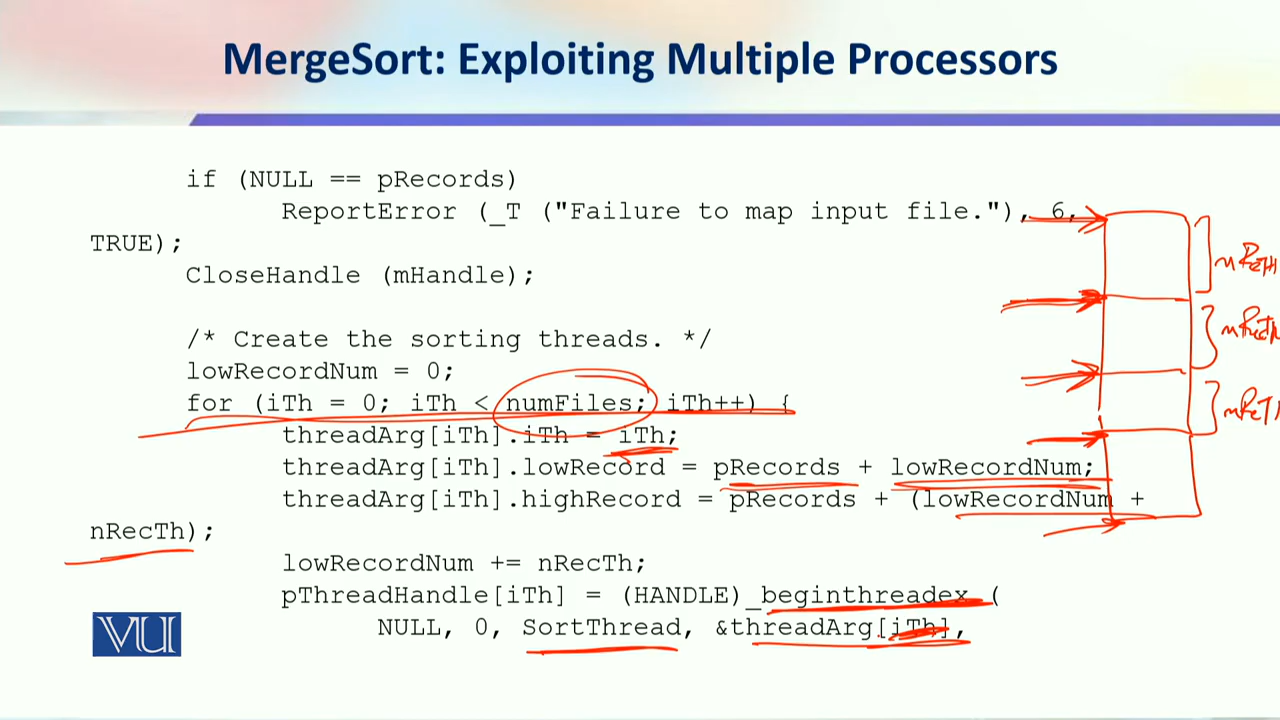 MergeSort: Exploiting Multiple Processors
if (NULL == pRecords)
ReportError (_T ("Failure to map input file."), 6,
TRUE);
CloseHandle (mHandle);
/* Create the sorting threads. */
lowRecordNum = 0;
for (iTh = 0; iTh < numFiles; iTh++) {
threadArg[iTh].iTh = iTh;
threadArg[iTh].lowRecord = pRecords + lowRecordNum;
threadArg[iTh].highRecord = pRecords + (lowRecordNum +
nRecTh);
lowRecordNum += nRecTh;
pThreadHandle[iTh] = (HANDLE)_beginthreadex (
NULL, 0, SortThread, &threadArg[iTh],
VU